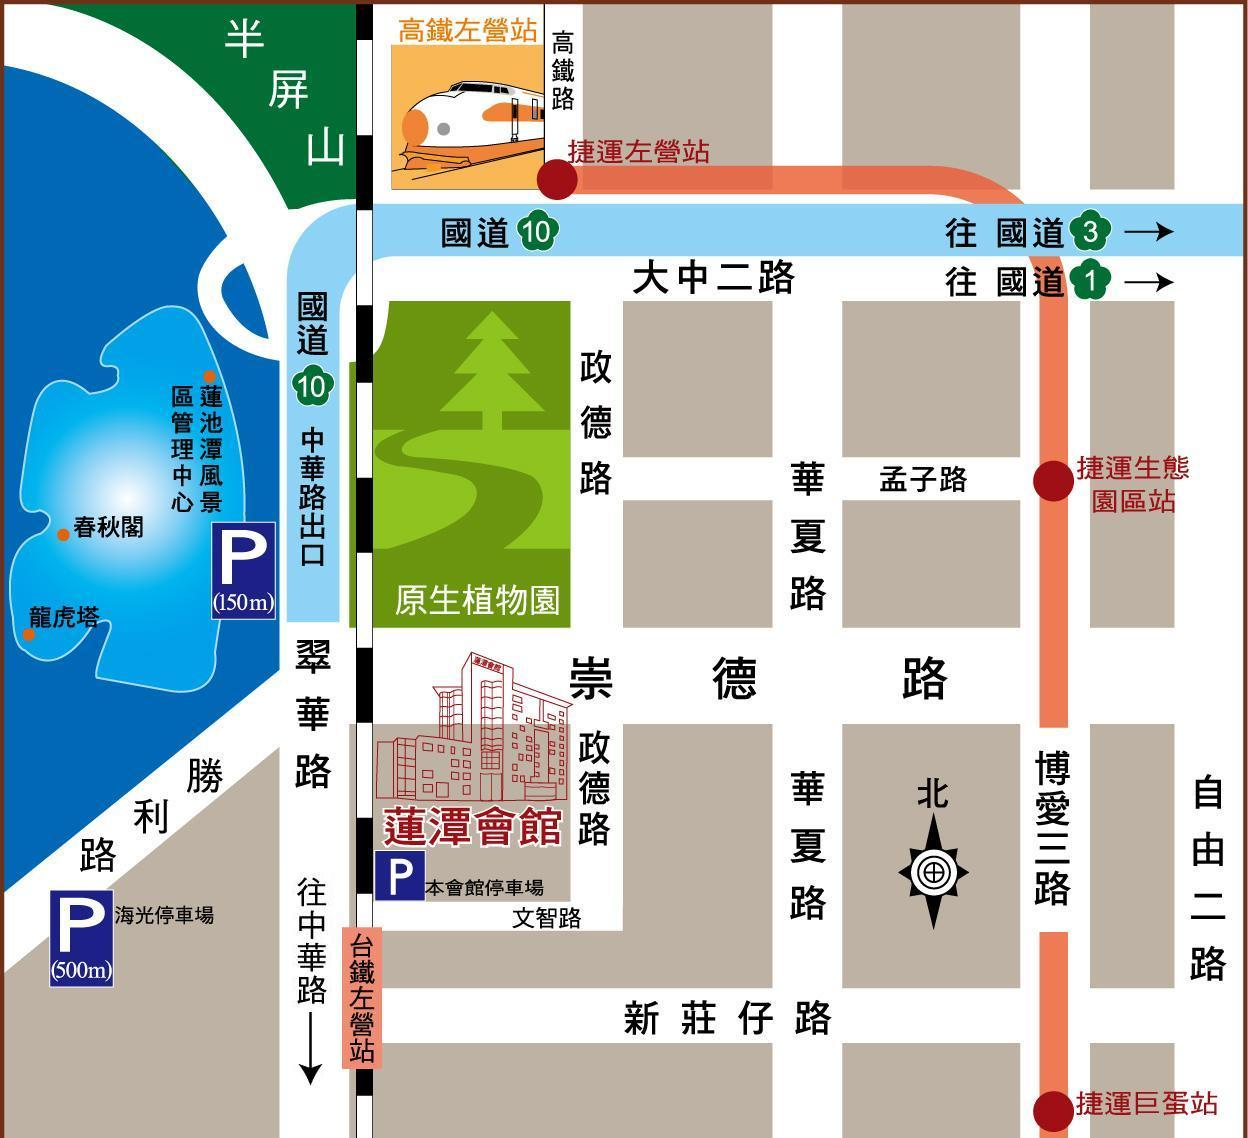 半屏山
高鐵左營站
高鐵路
捷運左營站
國道 10
往 國道 3
大中二路
往 國道 1
國道 10 中華路出口
蓮池潭風景
區管理中心
春秋閣
龍虎塔
P
(150m)
原生植物園
政德路
華夏路
孟子路
捷運生態
園區站
翠華路
崇德路
蓮潭會館
蓮潭會館
P
本會館停車場
政德路
文智路
華夏路
北
博愛三路
自由二路
勝利路
P
(500m)
海光停車場
往中華路
台鐵左營站
新莊仔路
捷運巨蛋站